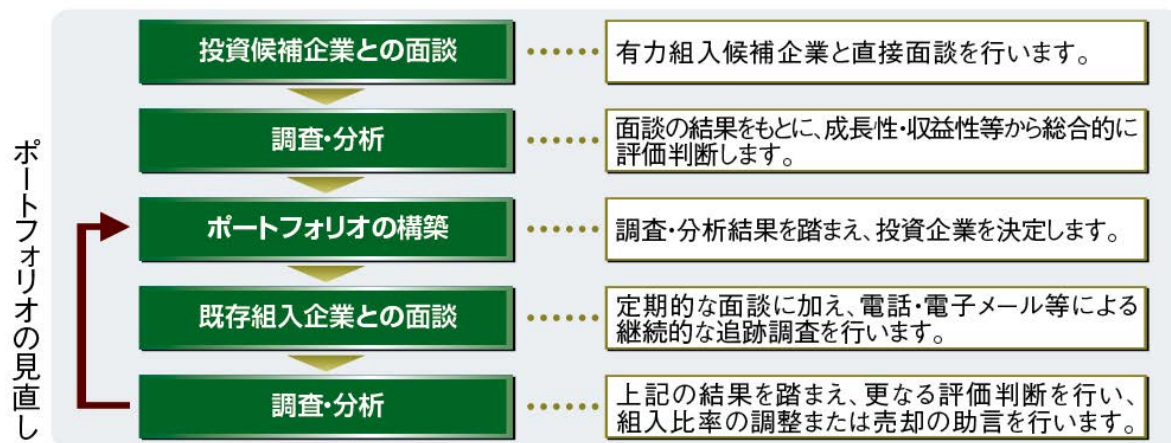 投資候補企業との面談
有力組入候補企業と直接面談を行います。
調査・分析
面談の結果をもとに、成長性・収益性等から総合的に
評価判断します。
ポートフォリオの構築
調査・分析結果を踏まえ、投資企業を決定します。
既存組入企業との面談
定期的な面談に加え、電話・電子メール等による
継続的な追跡調査を行います。
調査・分析
上記の結果を踏まえ、更なる評価判断を行い、
組入比率の調整または売却の助言を行います。
ポートフォリオの見直し